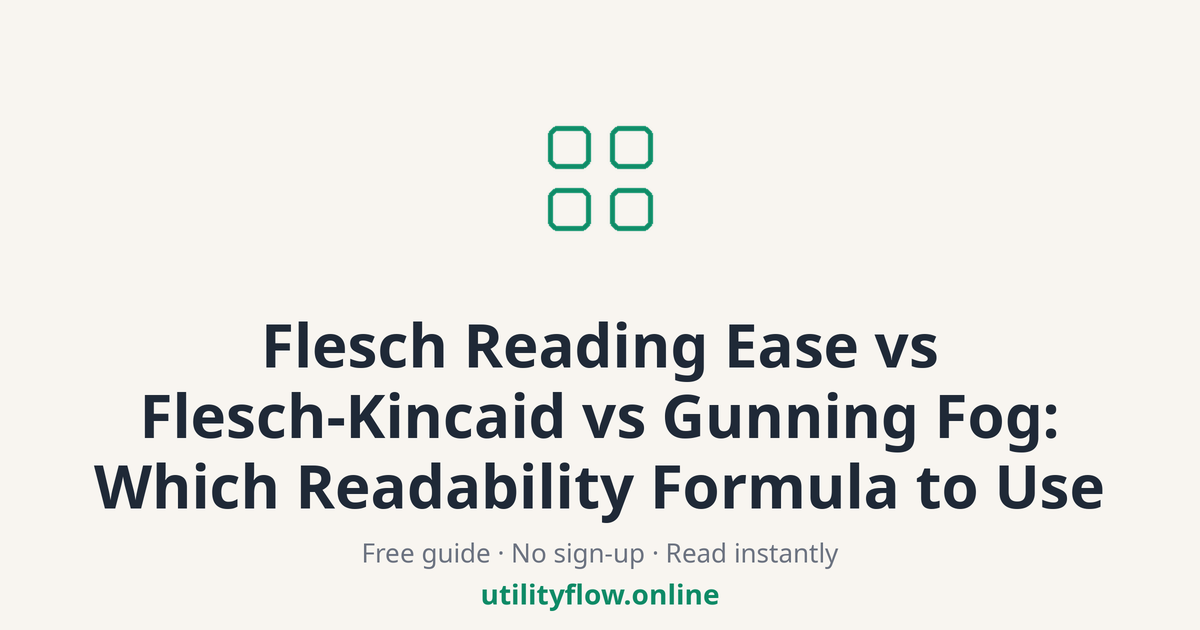 Flesch Reading Ease vs
Flesch-Kincaid vs Gunning Fog:
Which Readability Formula to Use
Free guide · No sign-up · Read instantly
utilityflow.online